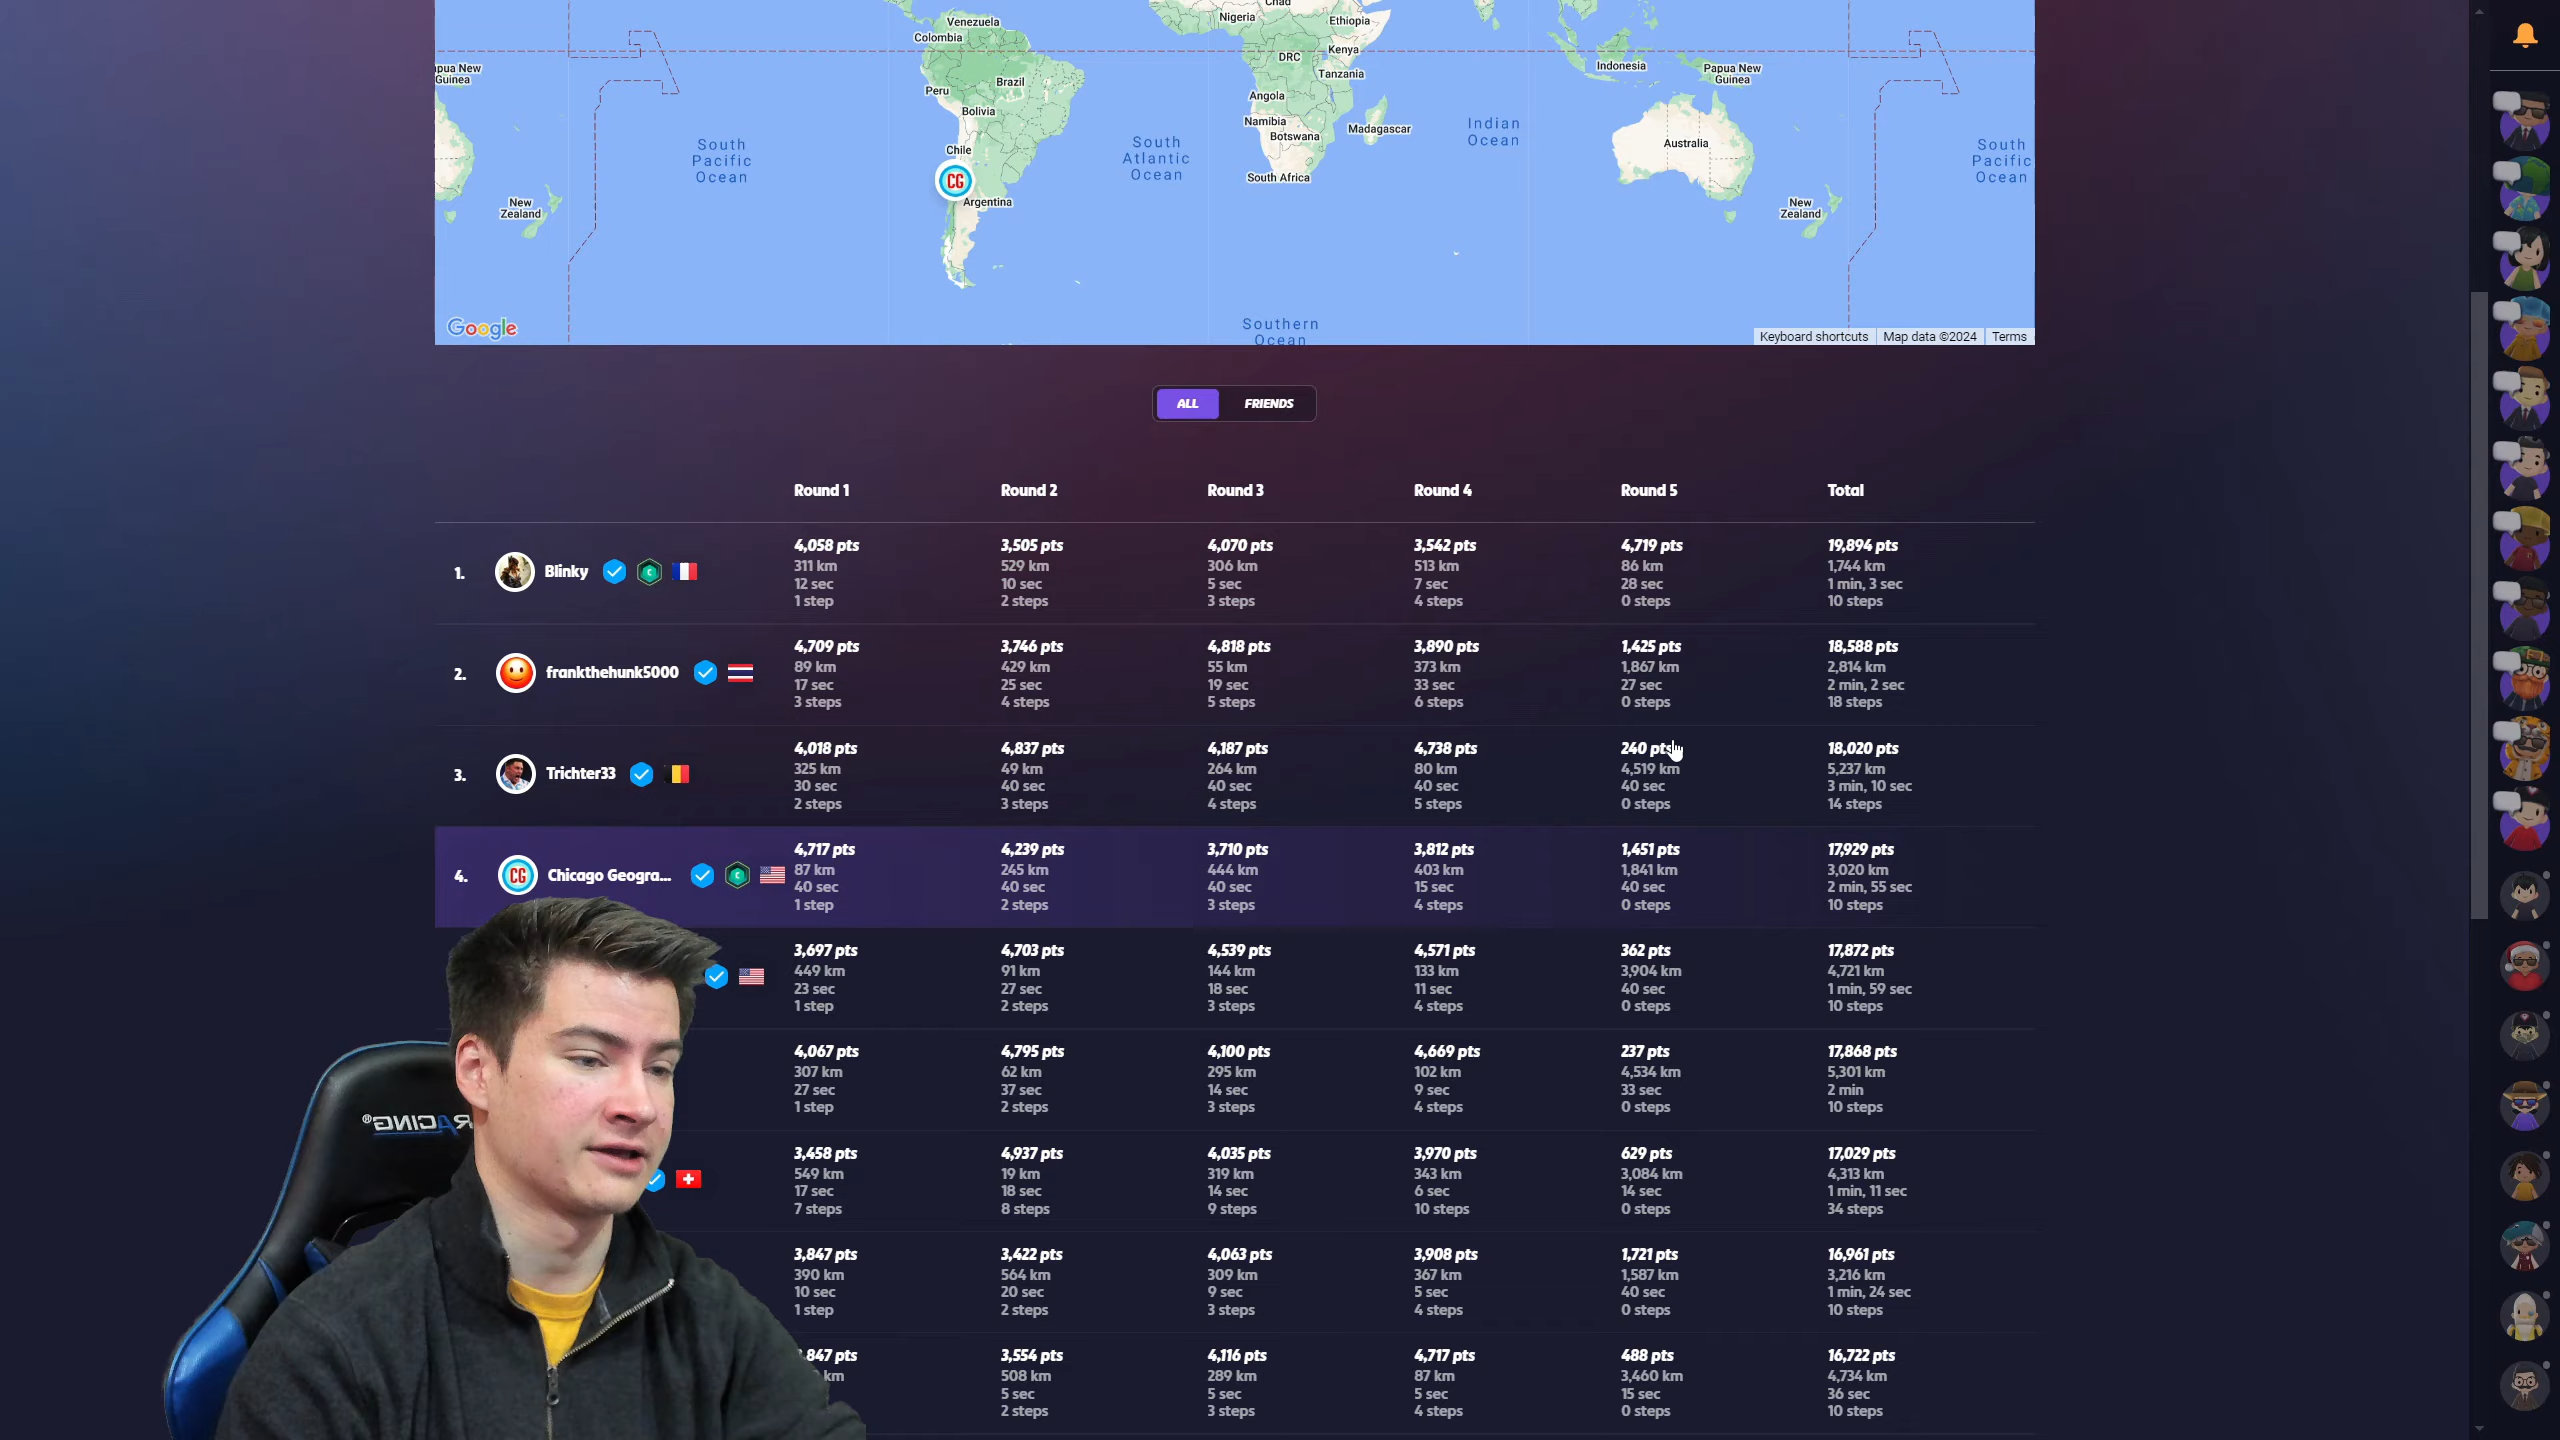 Chad
Nigeria
Ethiopia
Venezuela
Colombia
Kenya
DRC
Indonesia
Papua New
Guinea
pua New
Guinea
Tanzania
Brazil
Peru
Angola
Bolivia
Namibia
Botswana
Madagascar
Indian
Ocean
South
Pacific
Ocean
Chile
South
Atlantic
Ocean
Australia
South
Pacific
Ocean
CG
South Africa
New
Zealand
Argentina
New
Zealand
Southern
Ocean
Google
Keyboard shortcuts Map data ©2024 Terms
ALL FRIENDS
Round 1 Round 2 Round 3 Round 4 Round 5 Total
4,058 pts 3,505 pts 4,070 pts 3,542 pts 4,719 pts 19,894 pts
1. Blinky 311 km 529 km 306 km 513 km 86 km 1,744 km
12 sec 10 sec 5 sec 7 sec 28 sec 1 min, 3 sec
1 step 2 steps 3 steps 4 steps 0 steps 10 steps
4,709 pts 3,746 pts 4,818 pts 3,890 pts 1,425 pts 18,588 pts
2. frankthehunk5000 89 km 429 km 55 km 373 km 1,867 km 2,814 km
17 sec 25 sec 19 sec 33 sec 27 sec 2 min, 2 sec
3 steps 4 steps 5 steps 6 steps 0 steps 18 steps
4,018 pts 4,837 pts 4,187 pts 4,738 pts 240 pts 18,020 pts
3. Trichter33 325 km 49 km 264 km 80 km 4,519 km 5,237 km
30 sec 40 sec 40 sec 40 sec 40 sec 3 min, 10 sec
2 steps 3 steps 4 steps 5 steps 0 steps 14 steps
4,717 pts 4,239 pts 3,710 pts 3,812 pts 1,451 pts 17,929 pts
4. CG Chicago Geogra... 87 km 245 km 444 km 403 km 1,841 km 3,020 km
40 sec 40 sec 40 sec 15 sec 40 sec 2 min, 55 sec
1 step 2 steps 3 steps 4 steps 0 steps 10 steps
3,697 pts 4,703 pts 4,539 pts 4,571 pts 362 pts 17,872 pts
449 km 91 km 144 km 133 km 3,904 km 4,721 km
23 sec 27 sec 18 sec 11 sec 40 sec 1 min, 59 sec
1 step 2 steps 3 steps 4 steps 0 steps 10 steps
4,067 pts 4,795 pts 4,100 pts 4,669 pts 237 pts 17,868 pts
307 km 62 km 295 km 102 km 4,534 km 5,301 km
27 sec 37 sec 14 sec 9 sec 33 sec 2 min
1 step 2 steps 3 steps 4 steps 0 steps 10 steps
RACING®
3,458 pts 4,937 pts 4,035 pts 3,970 pts 629 pts 17,029 pts
549 km 19 km 319 km 343 km 3,084 km 4,313 km
17 sec 18 sec 14 sec 6 sec 14 sec 1 min, 11 sec
7 steps 8 steps 9 steps 10 steps 0 steps 34 steps
3,847 pts 3,422 pts 4,063 pts 3,908 pts 1,721 pts 16,961 pts
390 km 564 km 309 km 367 km 1,587 km 3,216 km
10 sec 20 sec 9 sec 5 sec 40 sec 1 min, 24 sec
1 step 2 steps 3 steps 4 steps 0 steps 10 steps
847 pts 3,554 pts 4,116 pts 4,717 pts 488 pts 16,722 pts
km 508 km 289 km 87 km 3,460 km 4,734 km
5 sec 5 sec 5 sec 15 sec 36 sec
2 steps 3 steps 4 steps 0 steps 10 steps